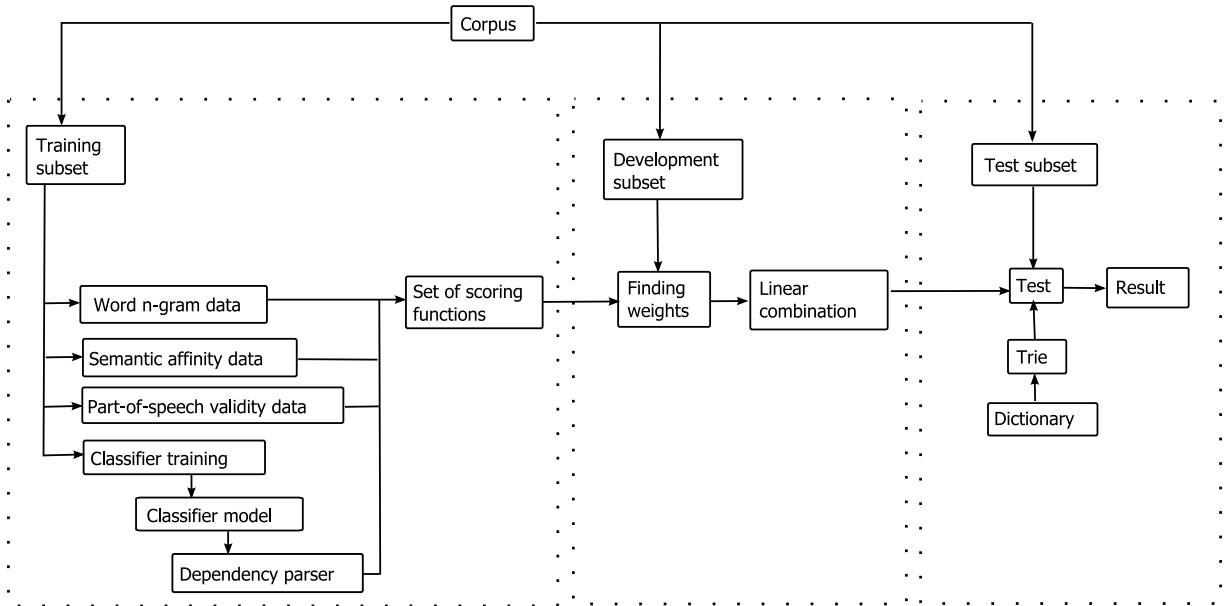 Corpus
Training
subset
Word n-gram data
Semantic affinity data
Part-of-speech validity data
Classifier training
Classifier model
Dependency parser
Set of scoring
functions
Development
subset
Finding
weights
Linear
combination
Test subset
Test
Result
Trie
Dictionary